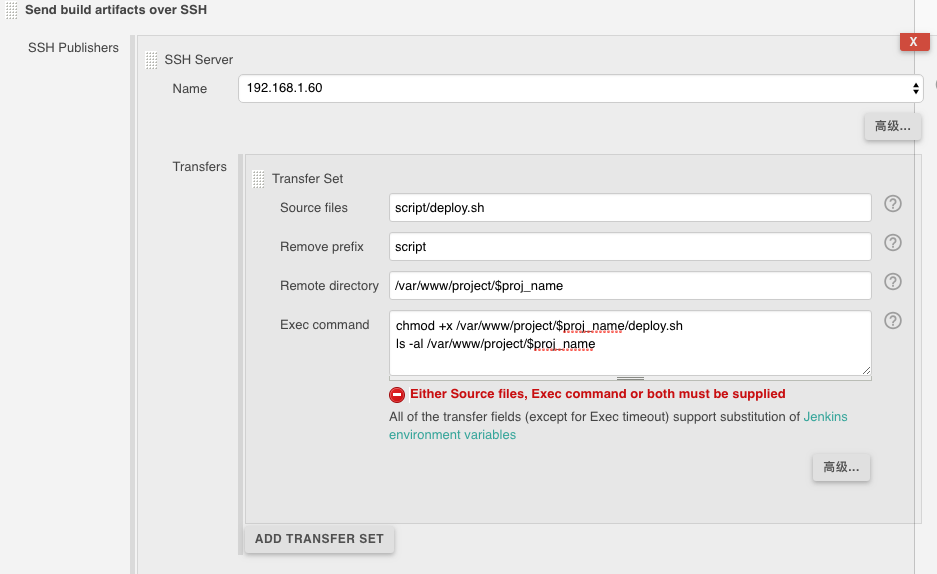 Send build artifacts over SSH
SSH Publishers
X
SSH Server
Name
192.168.1.60
高级...
Transfers
Transfer Set
Source files
script/deploy.sh
?
Remove prefix
script
?
Remote directory
/var/www/project/$proj_name
?
Exec command
chmod +x /var/www/project/$proj_name/deploy.sh
ls -al /var/www/project/$proj_name
?
Either Source files, Exec command or both must be supplied
All of the transfer fields (except for Exec timeout) support substitution of Jenkins
environment variables
高级...
ADD TRANSFER SET